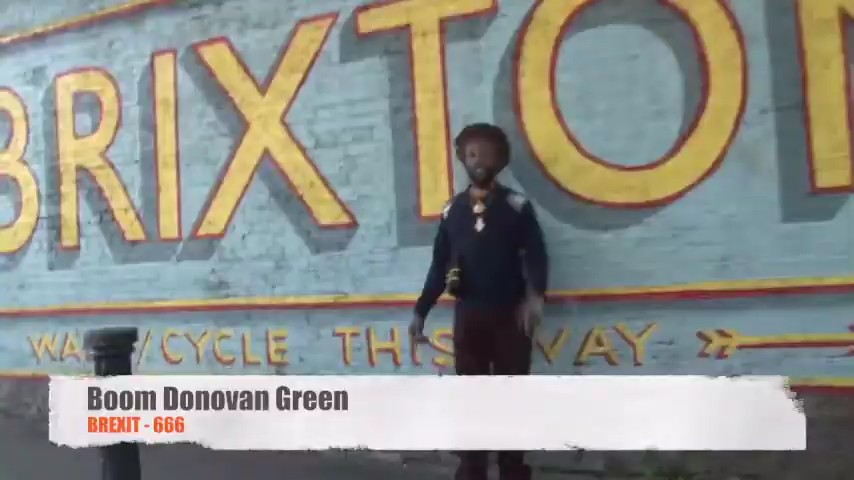 BRIXTON
WALK/CYCLE THIS WAY
Boom Donovan Green
BREXIT - 666